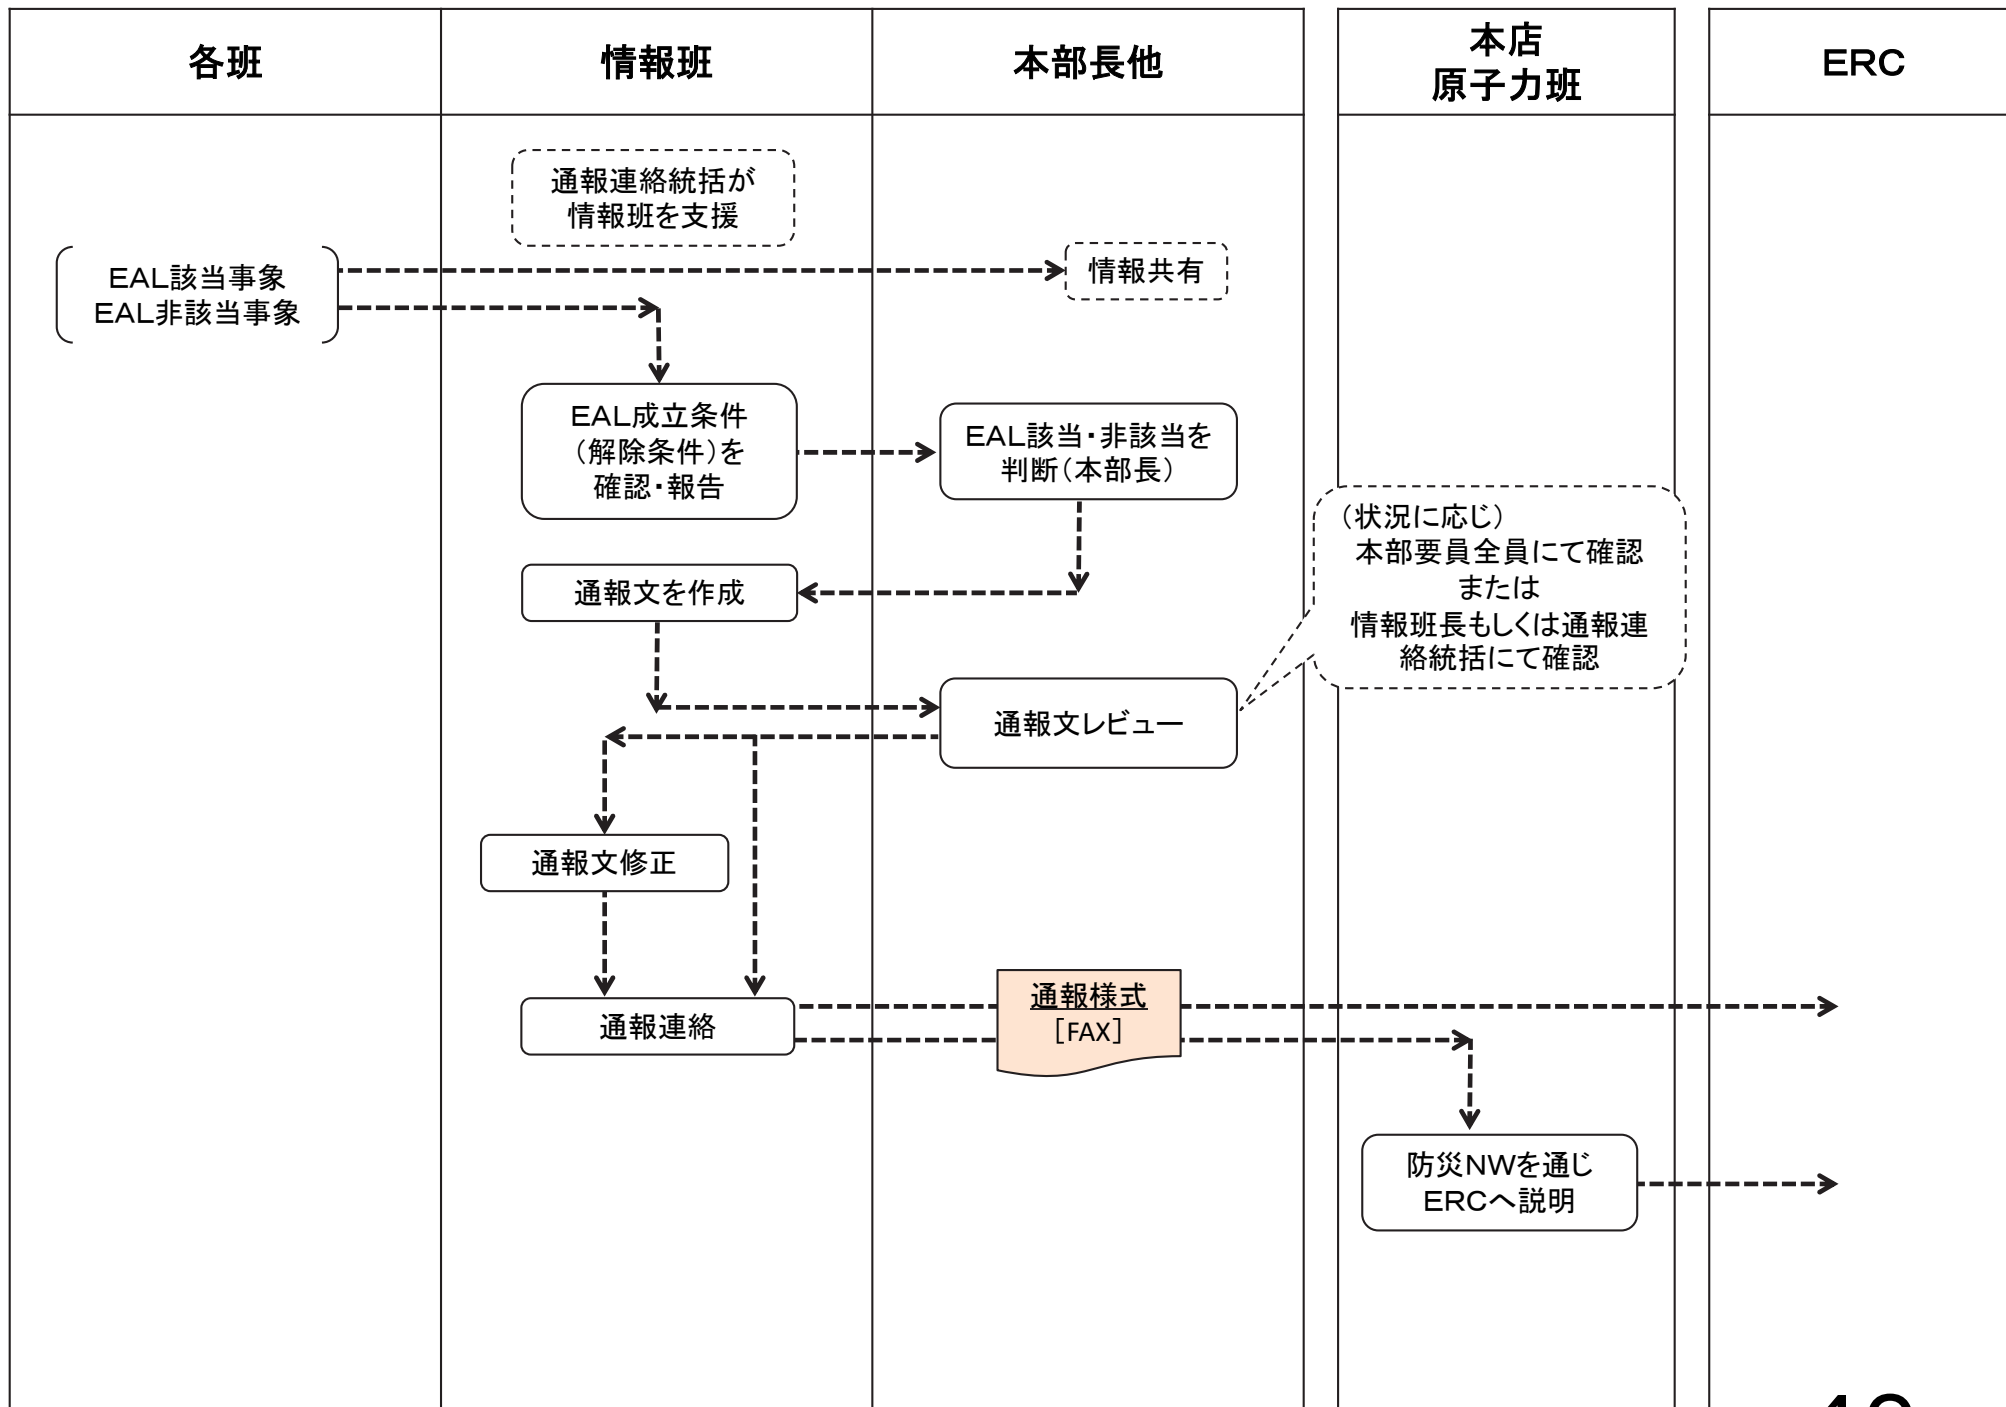 各班
情報班
本部長他
本店
原子力班
ERC
通報連絡統括が
情報班を支援
EAL該当事象
EAL非該当事象
情報共有
EAL成立条件
(解除条件)を
確認・報告
EAL該当・非該当を
判断(本部長)
(状況に応じ)
本部要員全員にて確認
または
情報班長もしくは通報連
絡統括にて確認
通報文を作成
通報文レビュー
通報文修正
通報連絡
通報様式
[FAX]
防災NWを通じ
ERCへ説明